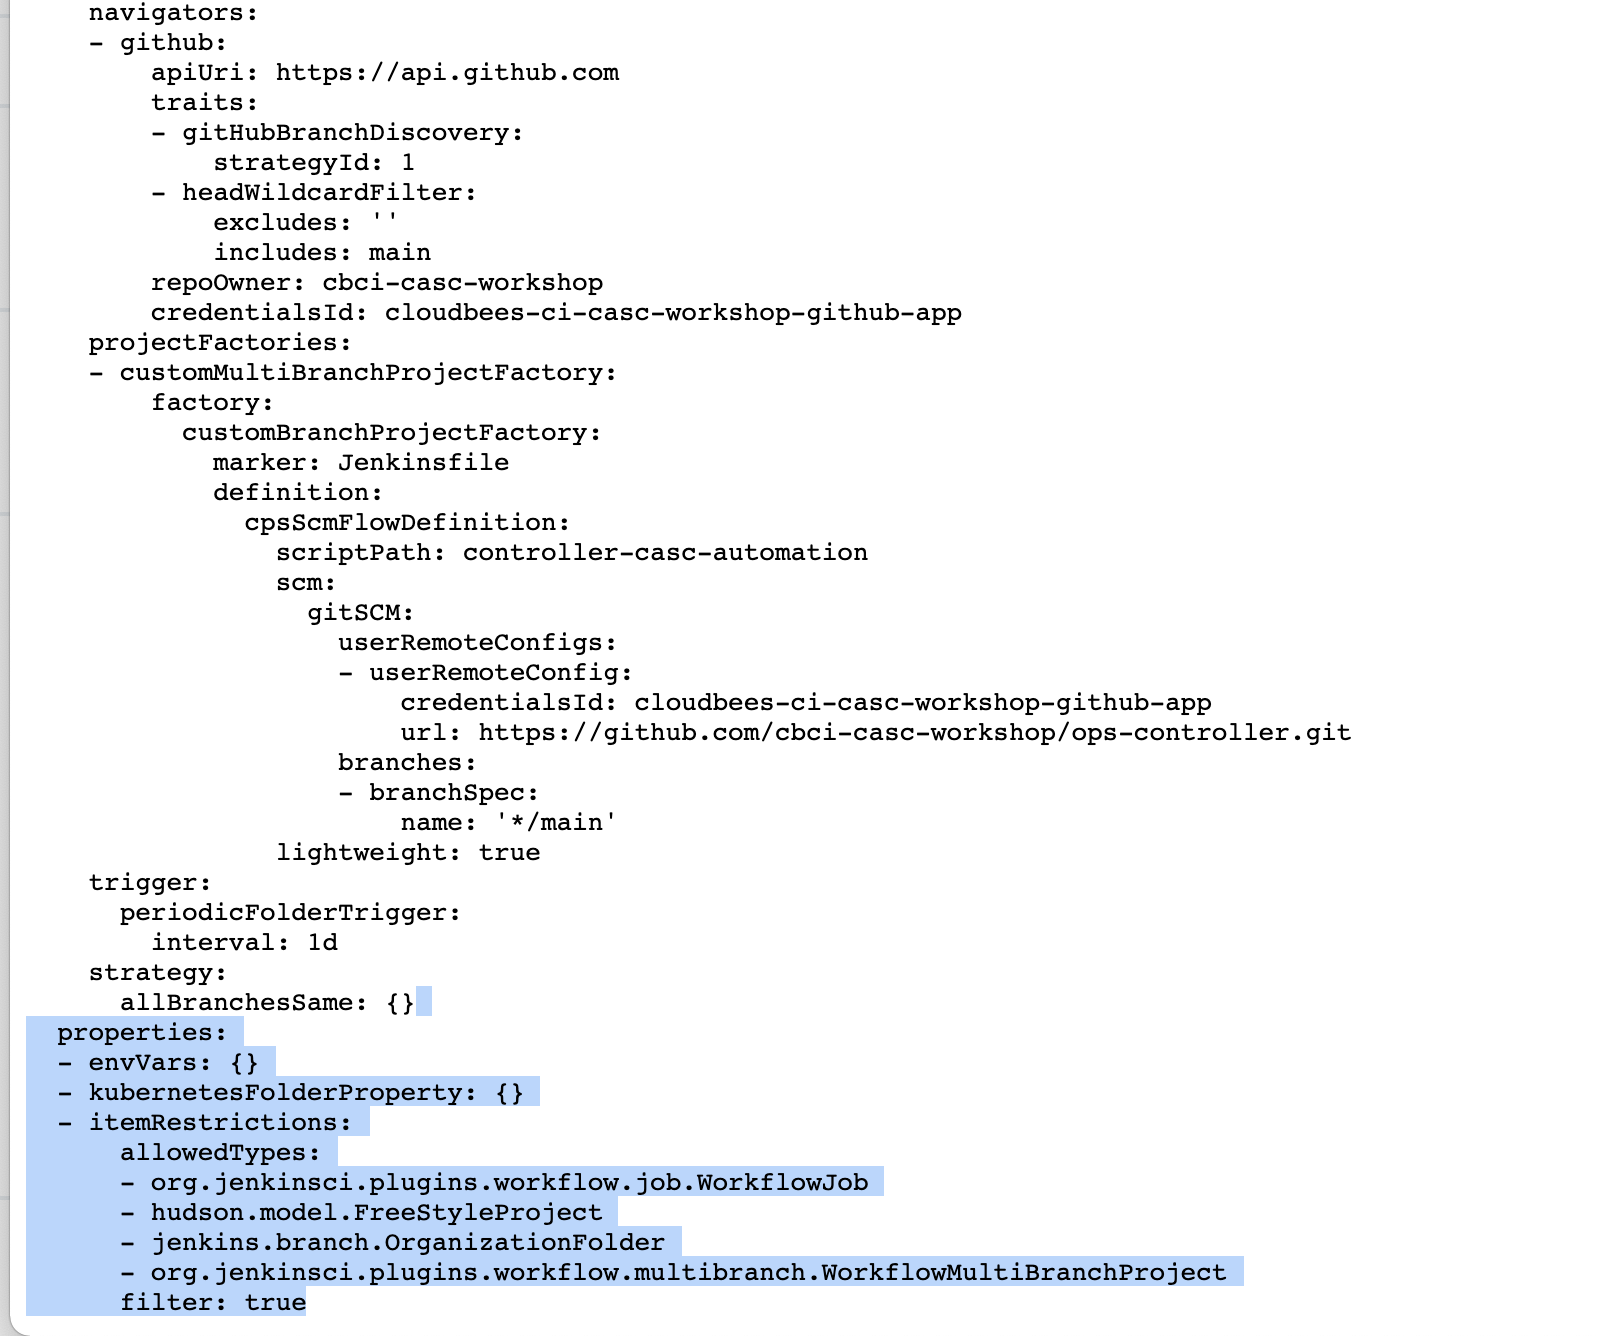 navigators:
- github:
apiUri: https://api.github.com
traits:
- gitHubBranchDiscovery:
strategyId: 1
- headWildcardFilter:
excludes: ''
includes: main
repoOwner: cbci-casc-workshop
credentialsId: cloudbees-ci-casc-workshop-github-app
projectFactories:
- customMultiBranchProjectFactory:
factory:
customBranchProjectFactory:
marker: Jenkinsfile
definition:
cpsScmFlowDefinition:
scriptPath: controller-casc-automation
scm:
gitSCM:
userRemoteConfigs:
- userRemoteConfig:
credentialsId: cloudbees-ci-casc-workshop-github-app
url: https://github.com/cbci-casc-workshop/ops-controller.git
branches:
- branchSpec:
name: '*/main'
lightweight: true
trigger:
periodicFolderTrigger:
interval: 1d
strategy:
allBranchesSame: {}
properties:
- envVars: {}
- kubernetesFolderProperty: {}
- itemRestrictions:
allowedTypes:
- org.jenkinsci.plugins.workflow.job.WorkflowJob
- hudson.model.FreeStyleProject
- jenkins.branch.OrganizationFolder
- org.jenkinsci.plugins.workflow.multibranch.WorkflowMultiBranchProject
filter: true